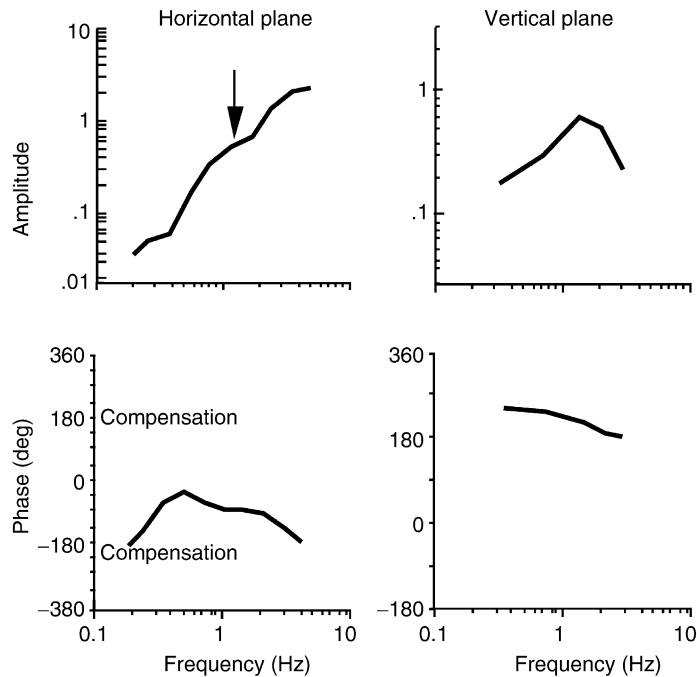 Horizontal plane
Vertical plane
10
1
.1
.01
Amplitude
1
.1
360
180
0
−180
−380
Phase (deg)
Compensation
Compensation
0.1
1
10
Frequency (Hz)
360
180
0
−180
0.1
1
10
Frequency (Hz)